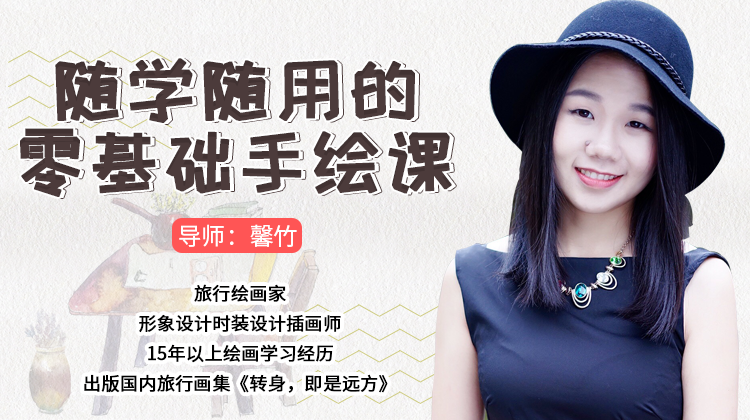 随学随用的
零基础手绘课
导师：馨竹
旅行绘画家
形象设计时装设计插画师
15年以上绘画学习经历
出版国内旅行画集《转身，即是远方》